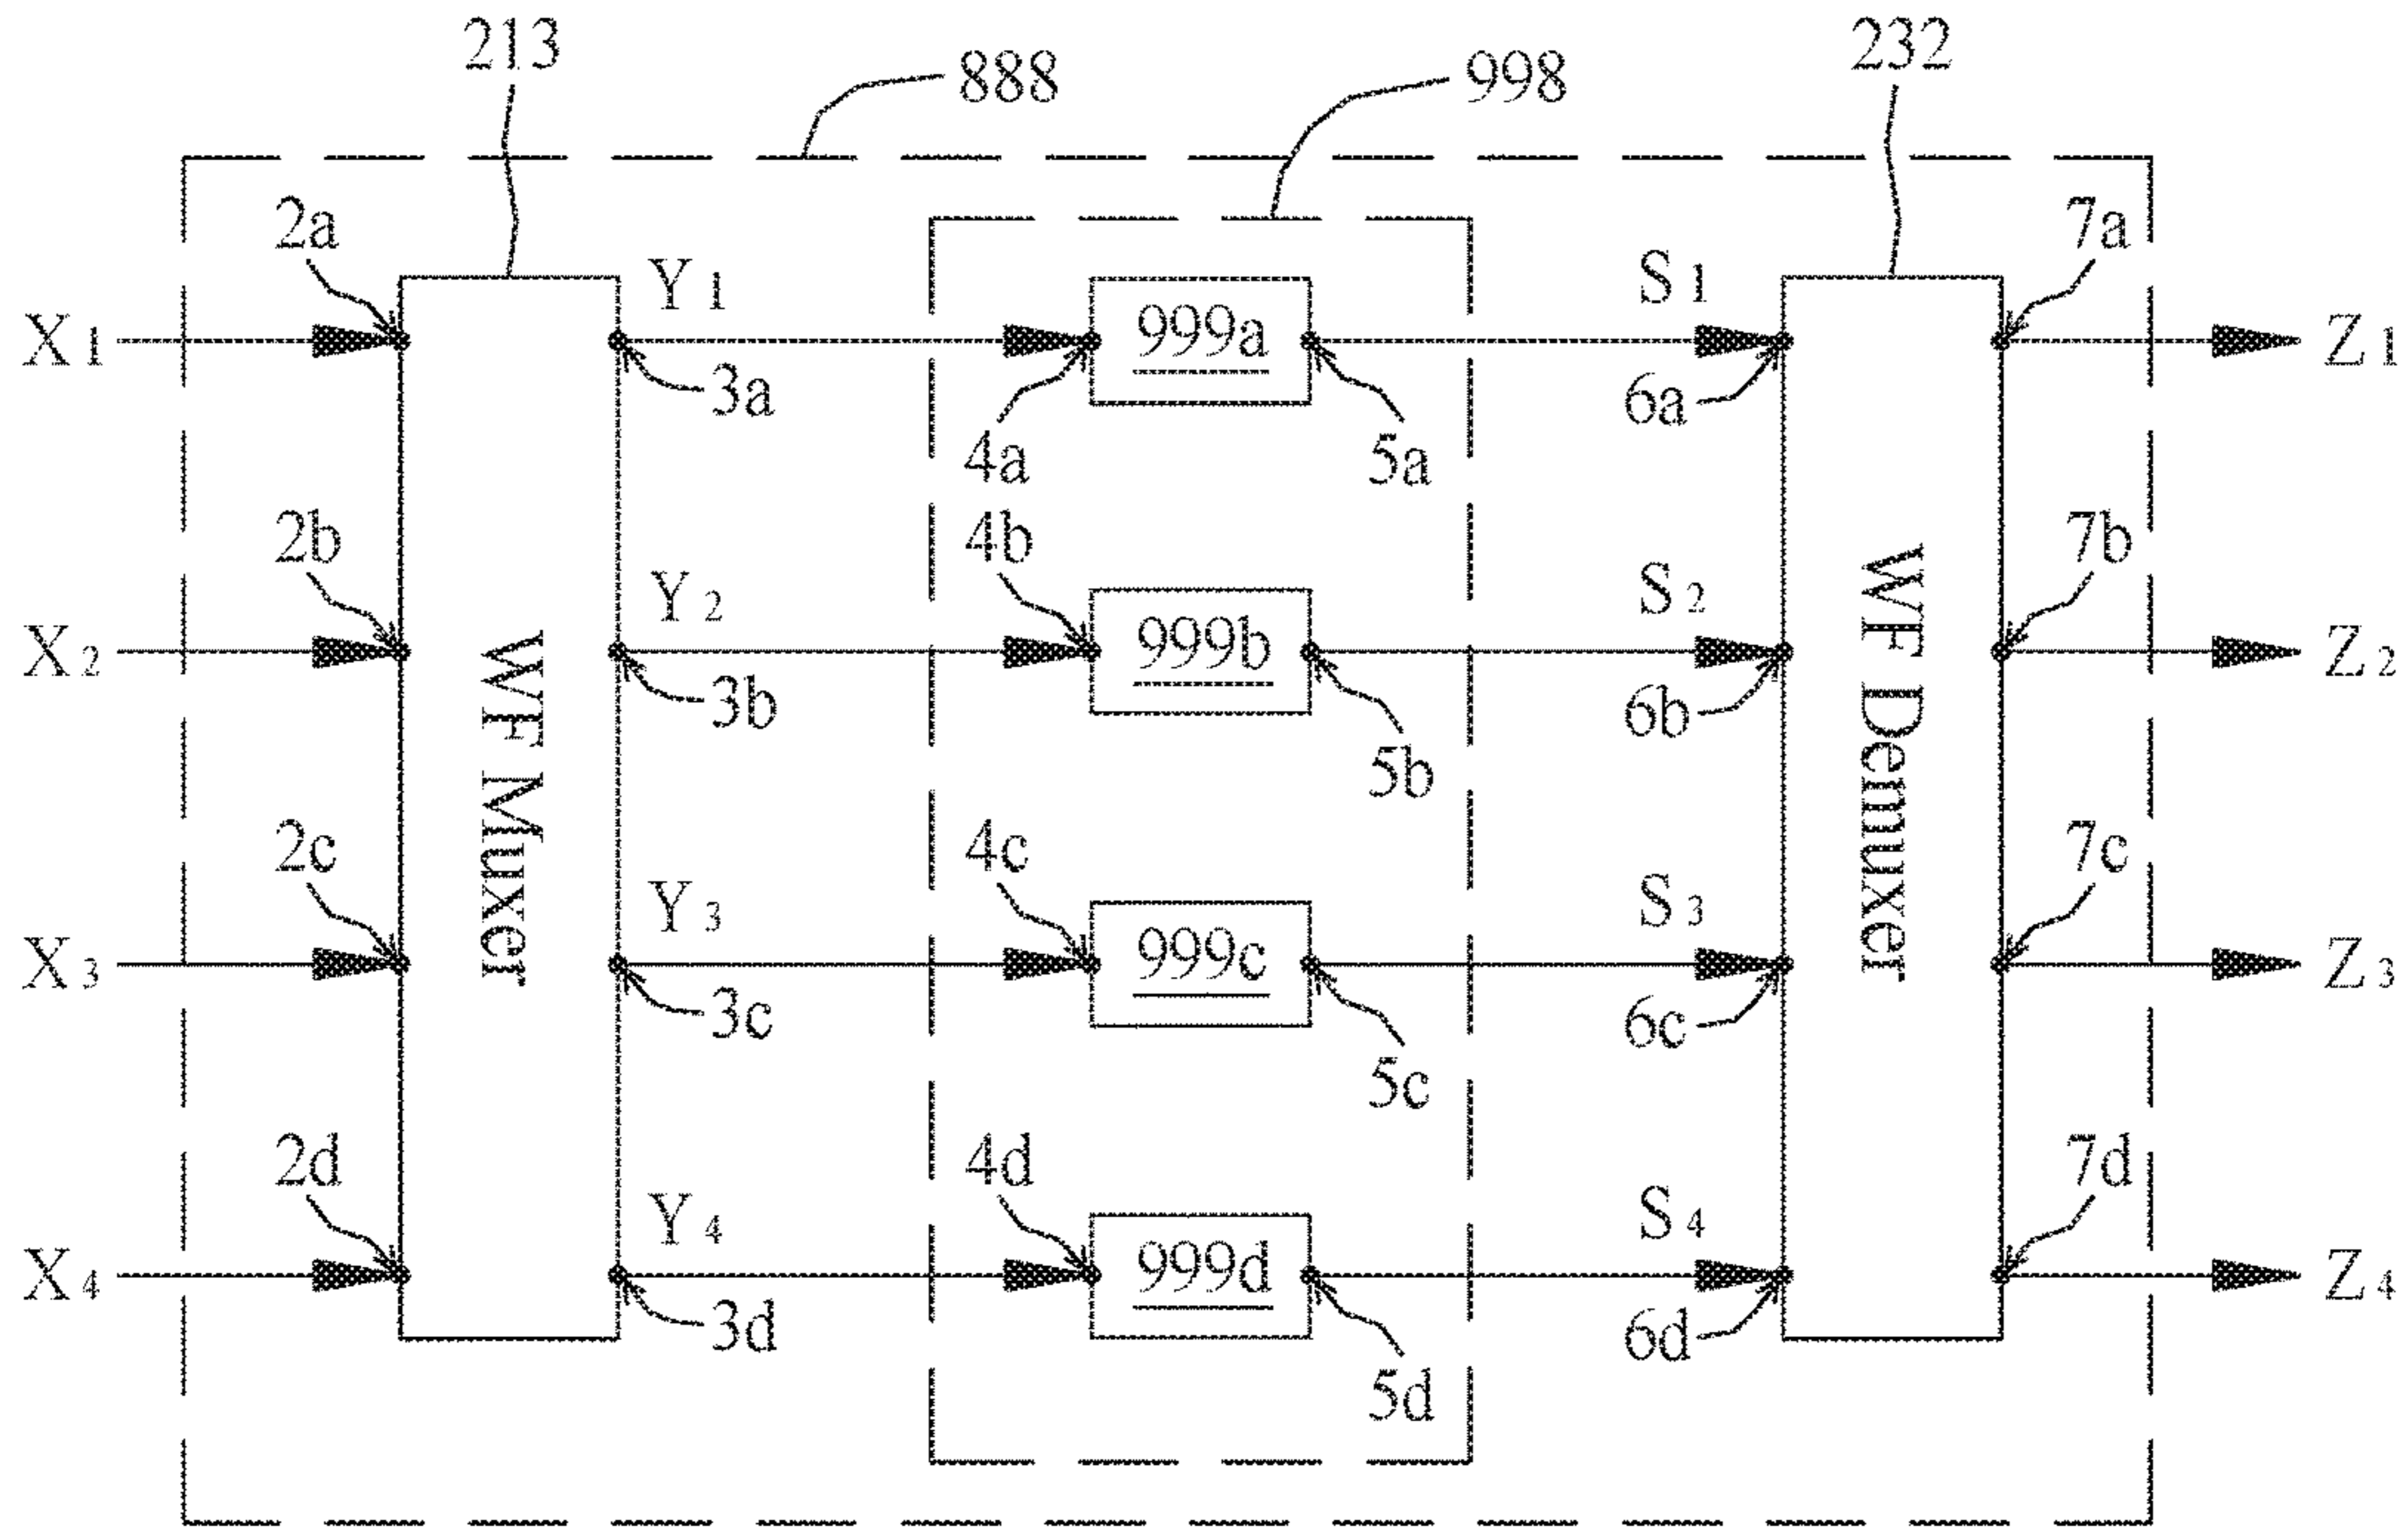 213
888
998
232
2a
7a
Y1
S1
X1
999a
Z1
3a
6a
4a
5a
2b
4b
7b
Y2
S2
X2
999b
Z2
3b
6b
5b
WF Muxer
WF Demuxer
2c
4c
7c
Y3
S3
X3
999c
Z3
3c
6c
5c
2d
4d
7d
Y4
S4
X4
999d
Z4
3d
6d
5d